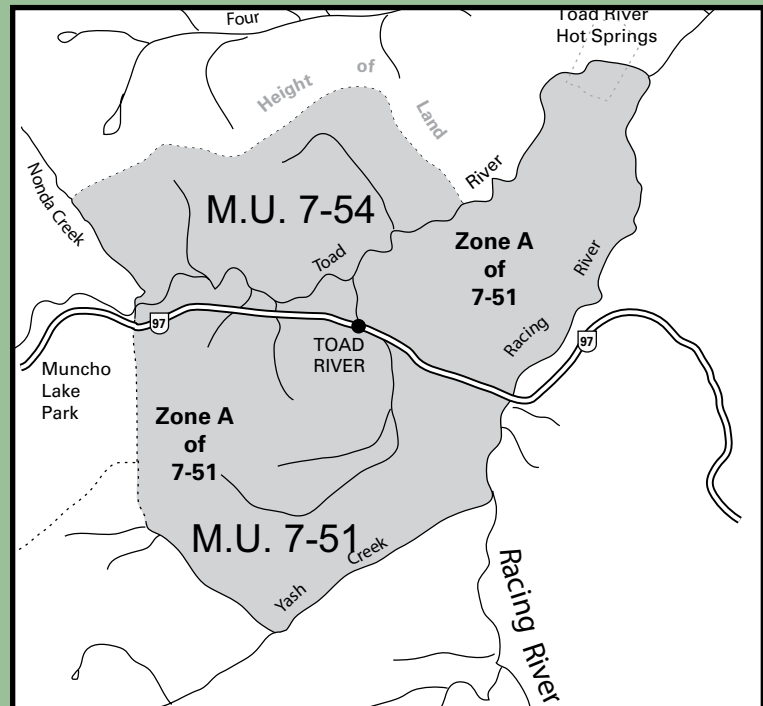 Four
Toad River
Hot Springs
Height of Land
Nonda Creek
River
M.U. 7-54
Toad
Zone A
of
7-51
River
Racing
97
97
TOAD
RIVER
Muncho
Lake
Park
Zone A
of
7-51
M.U. 7-51
Creek
Yash
Racing River